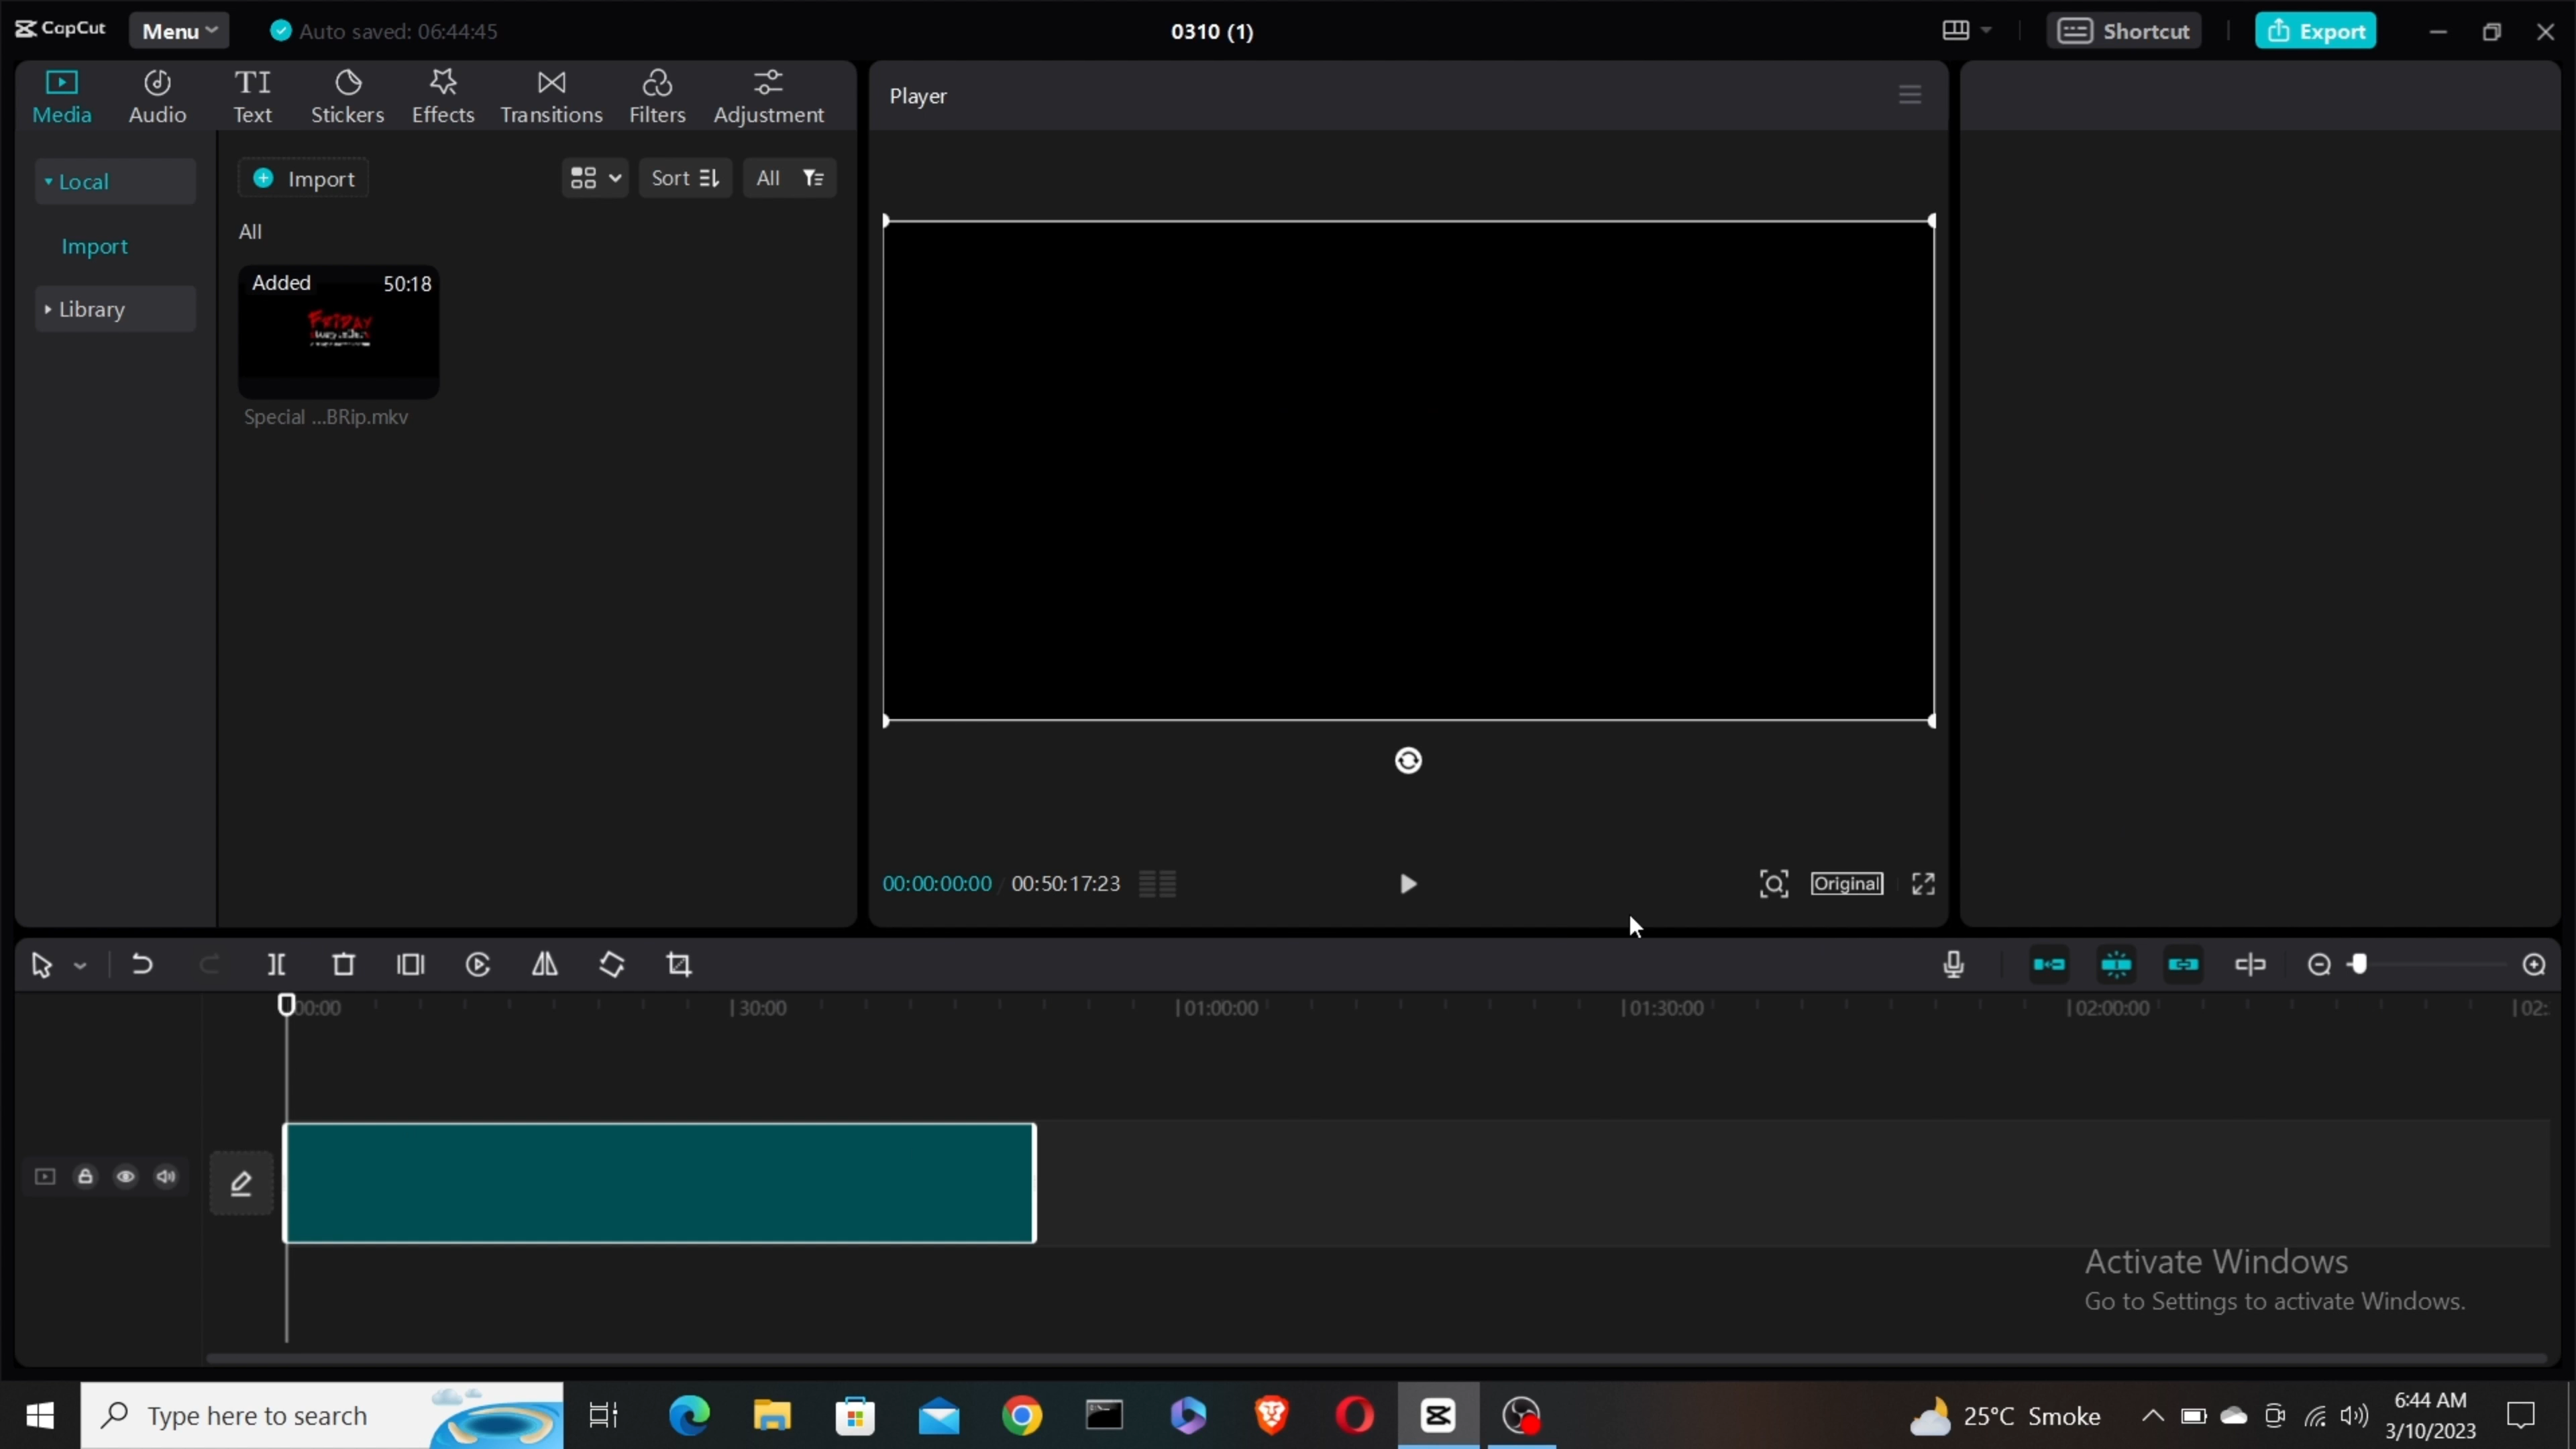 CapCut Menu Auto saved: 06:44:45 0310 (1) Shortcut Export
Media Audio Text Stickers Effects Transitions Filters Adjustment
Player
Local
Import
Library
Import Sort All
All
Added 50:18
FRIDAY
Special ...BRip.mkv
00:00:00:00 / 00:50:17:23 Original
00:00 30:00 01:00:00 01:30:00 02:00:00 02:
Activate Windows
Go to Settings to activate Windows.
Type here to search
25°C Smoke
6:44 AM
3/10/2023